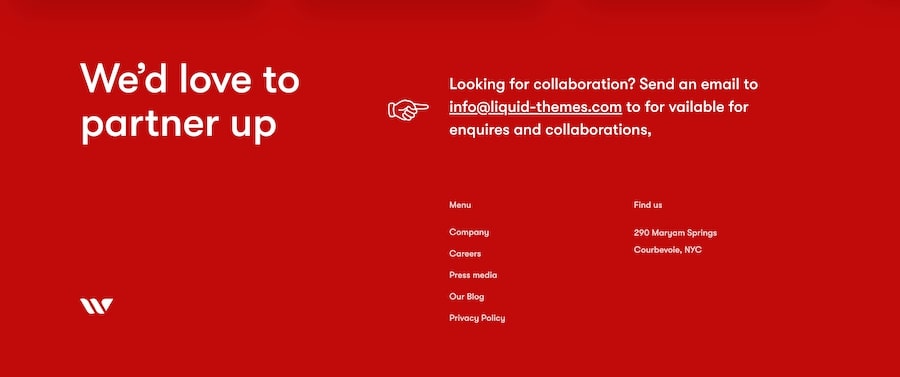 We'd love to
partner up
Looking for collaboration? Send an email to
info@liquid-themes.com to for vailable for
enquires and collaborations,
Menu
Company
Careers
Press media
Our Blog
Privacy Policy
Find us
290 Maryam Springs
Courbevoie, NYC